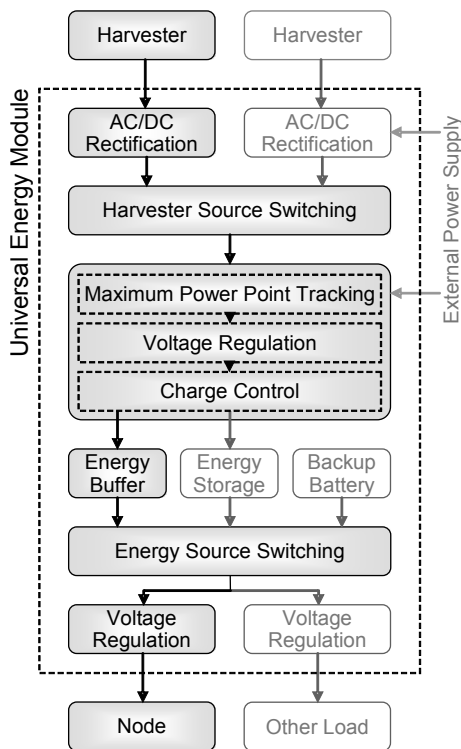 Harvester
Harvester
Universal Energy Module
AC/DC
Rectification
AC/DC
Rectification
External Power Supply
Harvester Source Switching
Maximum Power Point Tracking
Voltage Regulation
Charge Control
Energy
Buffer
Energy
Storage
Backup
Battery
Energy Source Switching
Voltage
Regulation
Voltage
Regulation
Node
Other Load